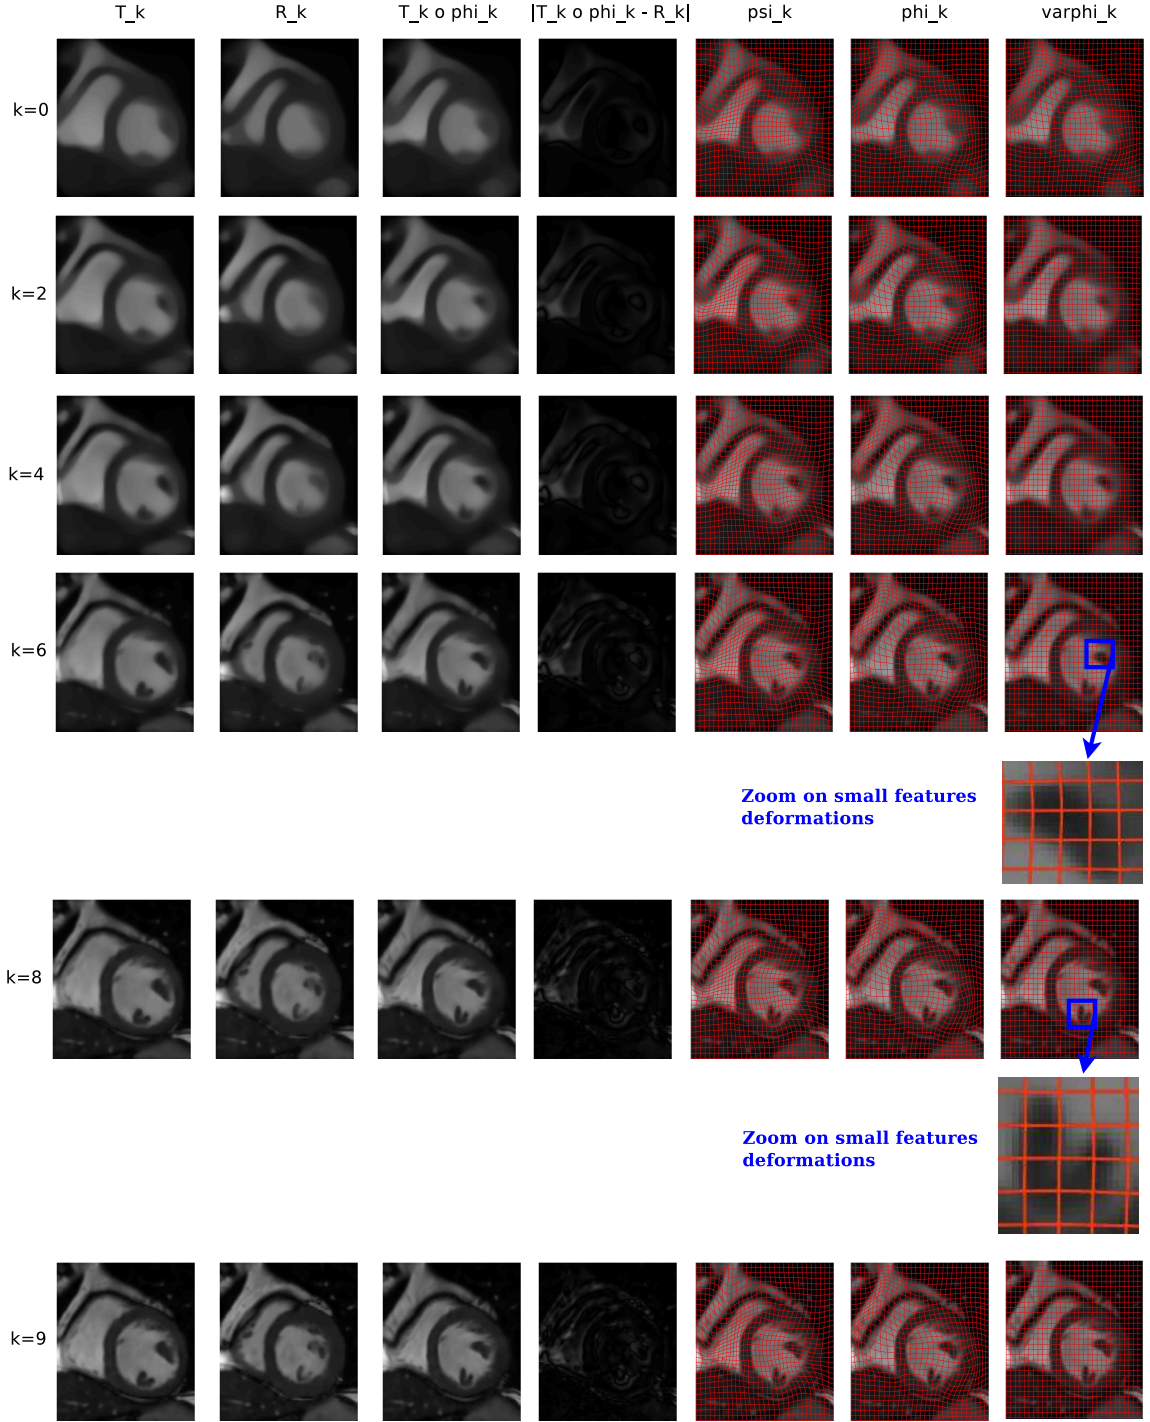 T_k R_k T_k o phi_k |T_k o phi_k - R_k| psi_k phi_k varphi_k
k=0
k=2
k=4
k=6
Zoom on small features
deformations
k=8
Zoom on small features
deformations
k=9